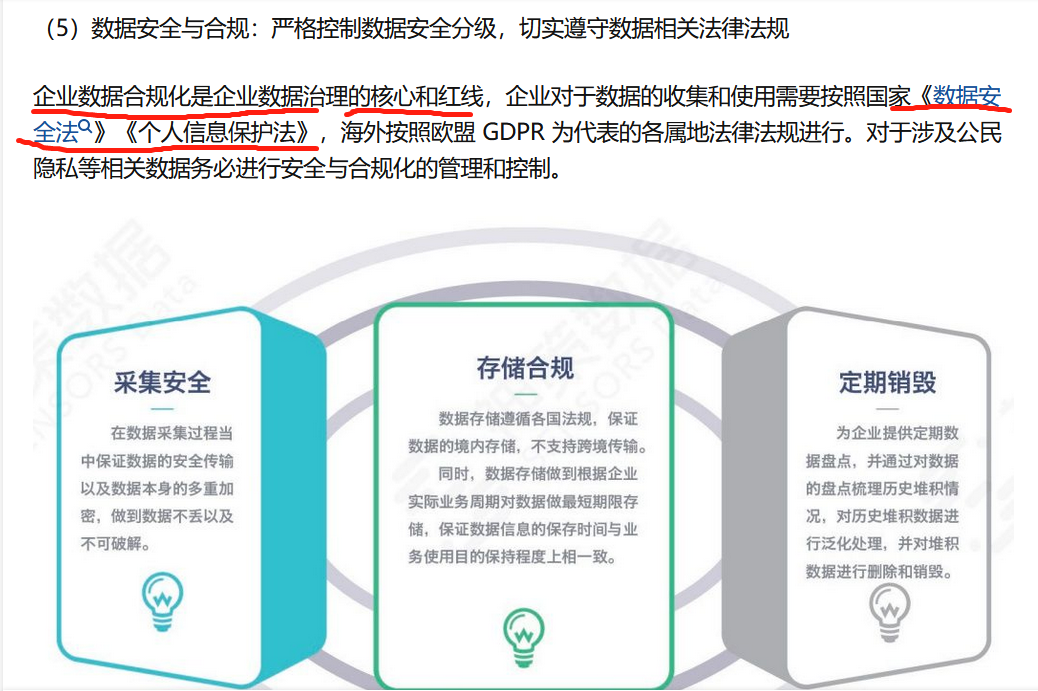 （5）数据安全与合规：严格控制数据安全分级，切实遵守数据相关法律法规
企业数据合规化是企业数据治理的核心和红线，企业对于数据的收集和使用需要按照国家《数据安
全法》《个人信息保护法》，海外按照欧盟 GDPR 为代表的各属地法律法规进行。对于涉及公民
隐私等相关数据务必进行安全与合规化的管理和控制。
采集安全
在数据采集过程当
中保证数据的安全传输
以及数据本身的多重加
密，做到数据不丢以及
不可破解。
存储合规
数据存储遵循各国法规，保证
数据的境内存储，不支持跨境传输。
同时，数据存储做到根据企业
实际业务周期对数据做最短期限存
储，保证数据信息的保存时间与业
务使用目的保持程度上相一致。
定期销毁
为企业提供定期数
据盘点，并通过对数据
的盘点梳理历史堆积情
况，对历史堆积数据进
行泛化处理，并对堆积
数据进行删除和销毁。